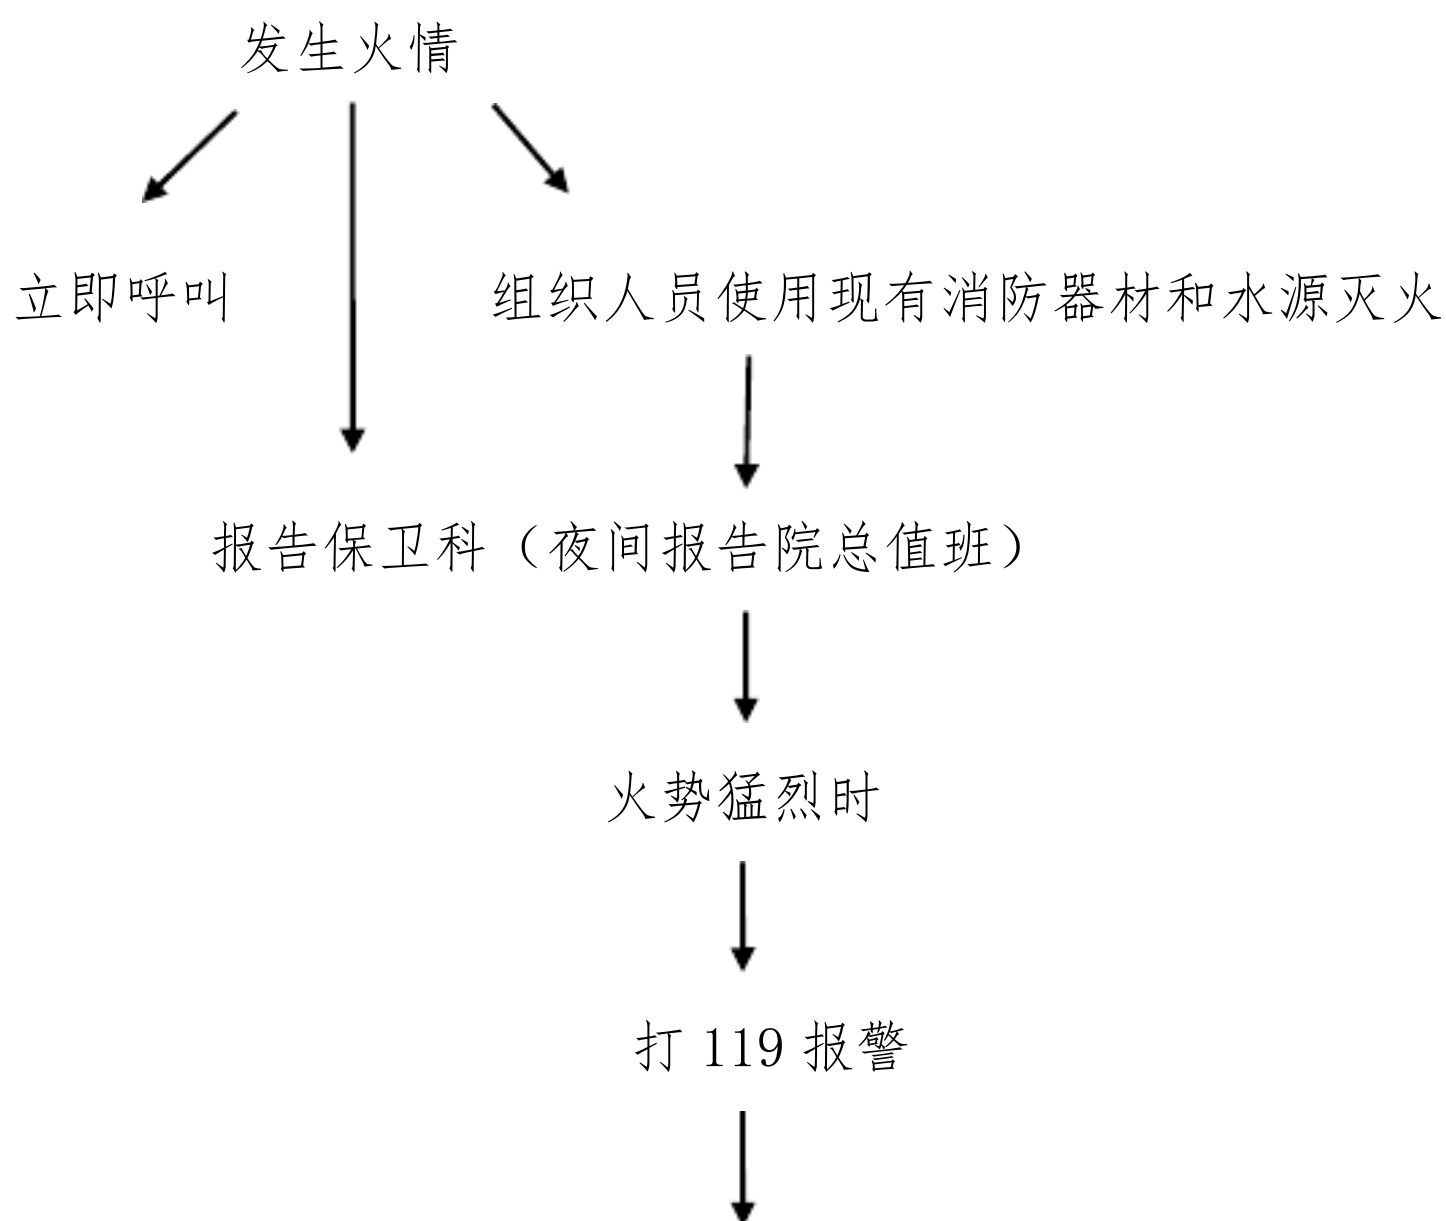 发生火情
立即呼叫
组织人员使用现有消防器材和水源灭火
报告保卫科（夜间报告院总值班）
火势猛烈时
打 119 报警